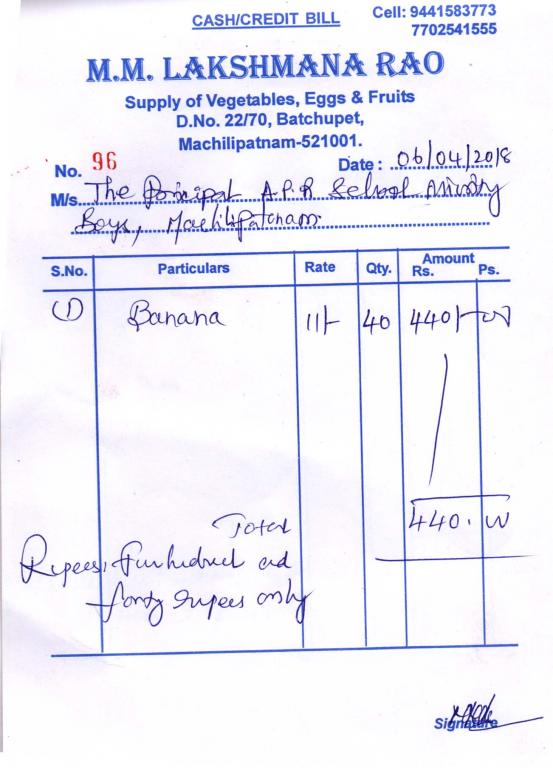 CASH/CREDIT BILL
Cell: 9441583773
7702541555
M.M. LAKSHMANA RAO
Supply of Vegetables, Eggs & Fruits
D.No. 22/70, Batchupet,
Machilipatnam-521001.
No. 96
Date : 06/04/2018
M/s. The Principal A.P.R School
Boys, Machilipatnam
S.No. Particulars Rate Qty. Amount Rs. Ps.
(1) Banana 11/- 40 440/- 00
Total 440. 00
Rupees, four hundred and
forty rupees only
Signature